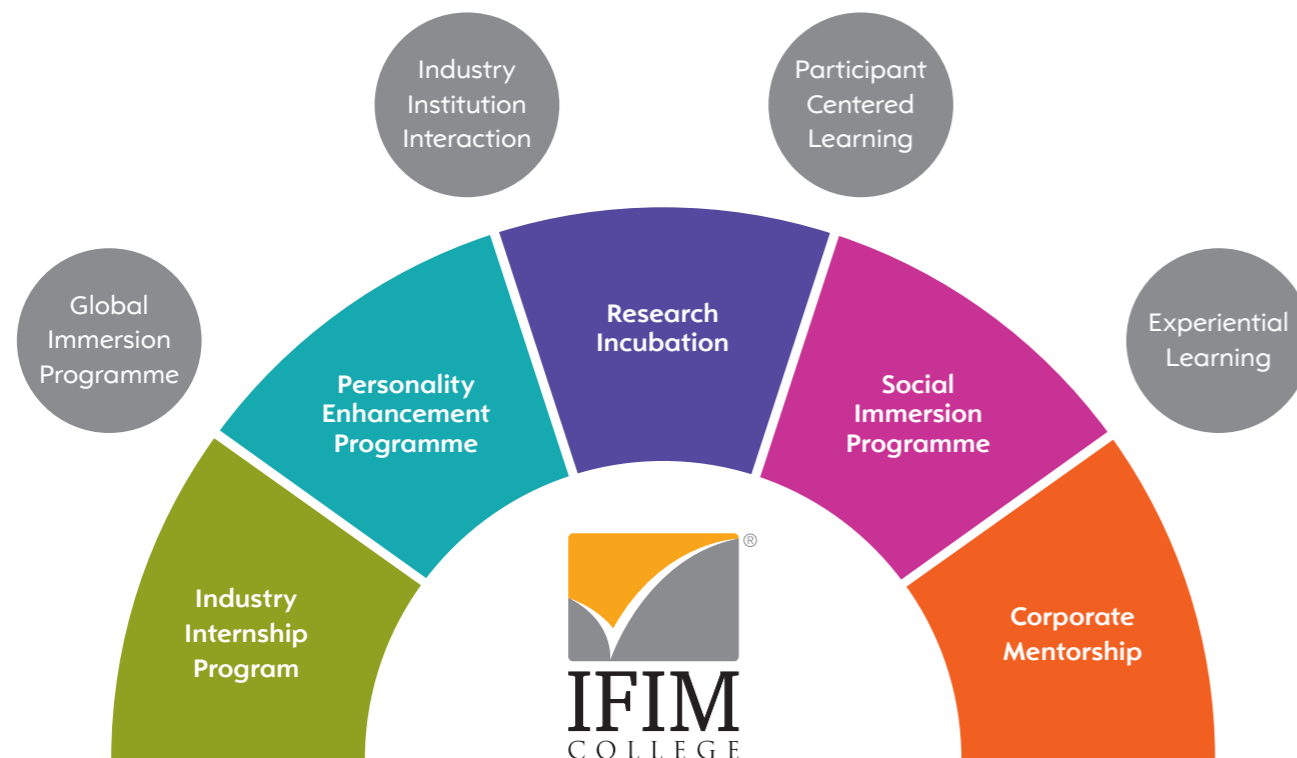 Industry
Institution
Interaction
Participant
Centered
Learning
Global
Immersion
Programme
Experiential
Learning
Research
Incubation
Personality
Enhancement
Programme
Social
Immersion
Programme
Industry
Internship
Program
Corporate
Mentorship
®
IFIM
COLLEGE